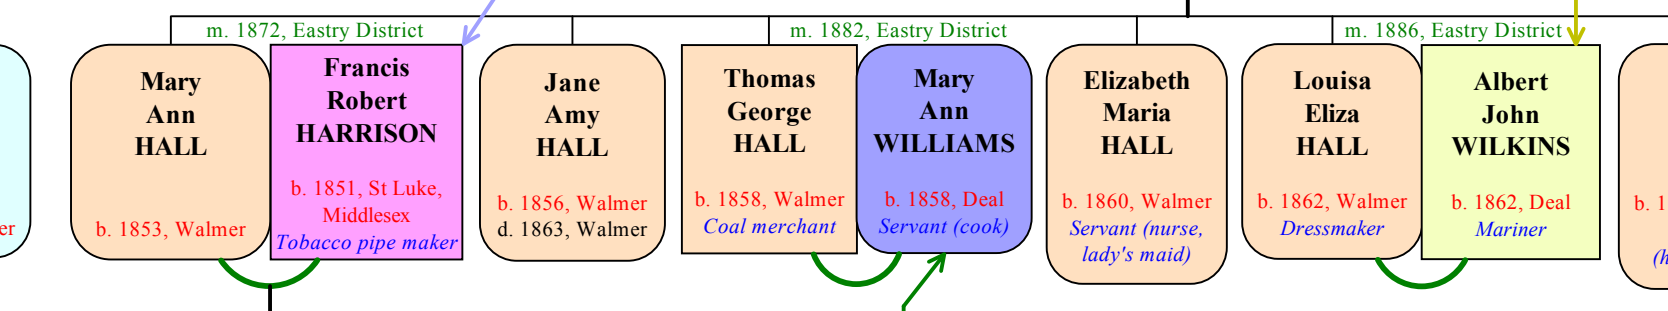 m. 1872, Eastry District
m. 1882, Eastry District
m. 1886, Eastry District
er
Mary
Ann
HALL
b. 1853, Walmer
Francis
Robert
HARRISON
b. 1851, St Luke,
Middlesex
Tobacco pipe maker
Jane
Amy
HALL
b. 1856, Walmer
d. 1863, Walmer
Thomas
George
HALL
b. 1858, Walmer
Coal merchant
Mary
Ann
WILLIAMS
b. 1858, Deal
Servant (cook)
Elizabeth
Maria
HALL
b. 1860, Walmer
Servant (nurse,
lady's maid)
Louisa
Eliza
HALL
b. 1862, Walmer
Dressmaker
Albert
John
WILKINS
b. 1862, Deal
Mariner
b. 1
(h